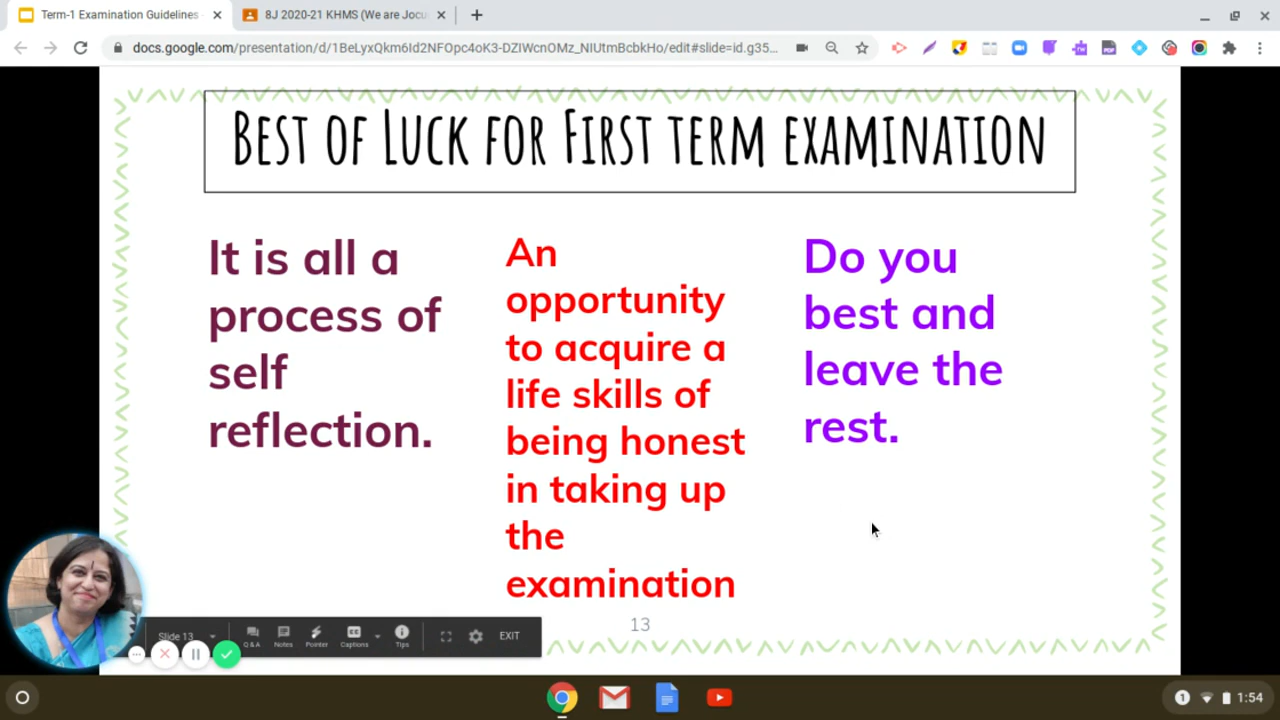 Term-1 Examination Guidelines -
8J 2020-21 KHMS (We are Jocu
docs.google.com/presentation/d/1BeLyxQkm6Id2NFOpc4oK3-DZlWcnOMz_NIUtmBcbkHo/edit#slide=id.g35...
Best of Luck for First term examination
It is all a
process of
self
reflection.
An
opportunity
to acquire a
life skills of
being honest
in taking up
the
examination
Do you
best and
leave the
rest.
13
Slide 13
Q & A
Notes
Pointer
Captions
Tips
EXIT
1
1:54